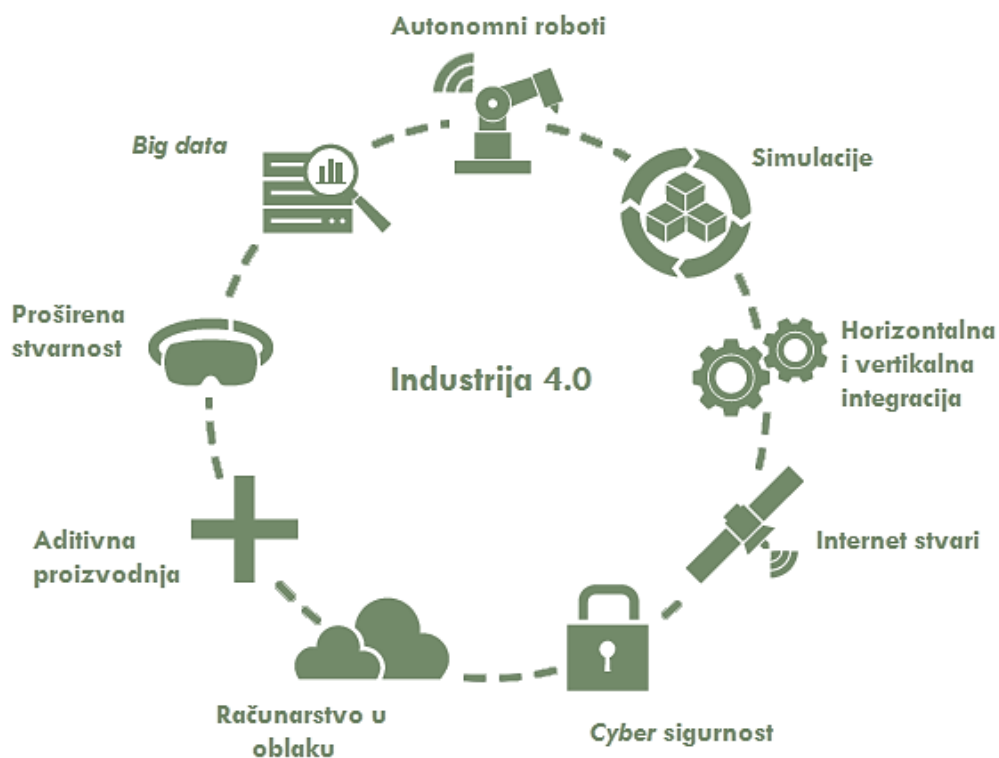 Autonomni roboti
Big data
Simulacije
Proširena
stvarnost
Industrija 4.0
Horizontalna
i vertikalna
integracija
Aditivna
proizvodnja
Internet stvari
Računarstvo u
oblaku
Cyber sigurnost